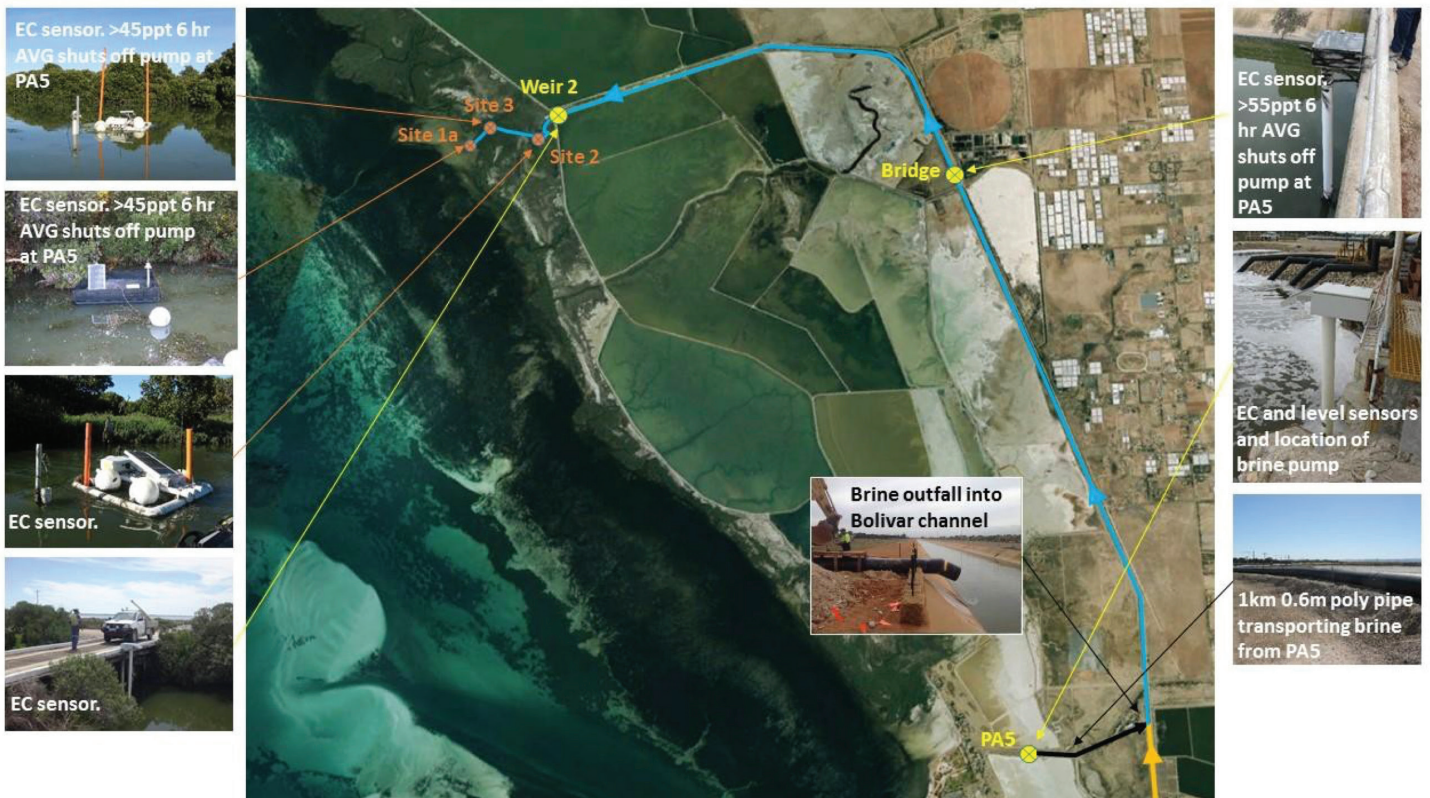 EC sensor. >45ppt 6 hr
AVG shuts off pump at
PA5
EC sensor. >45ppt 6 hr
AVG shuts off pump
at PA5
EC sensor.
EC sensor.
Weir 2
Site 3
Site 1a
Site 2
Bridge
Brine outfall into
Bolivar channel
PA5
EC sensor.
>55ppt 6
hr AVG
shuts off
pump at
PA5
EC and level sensors
and location of
brine pump
1km 0.6m poly pipe
transporting brine
from PA5